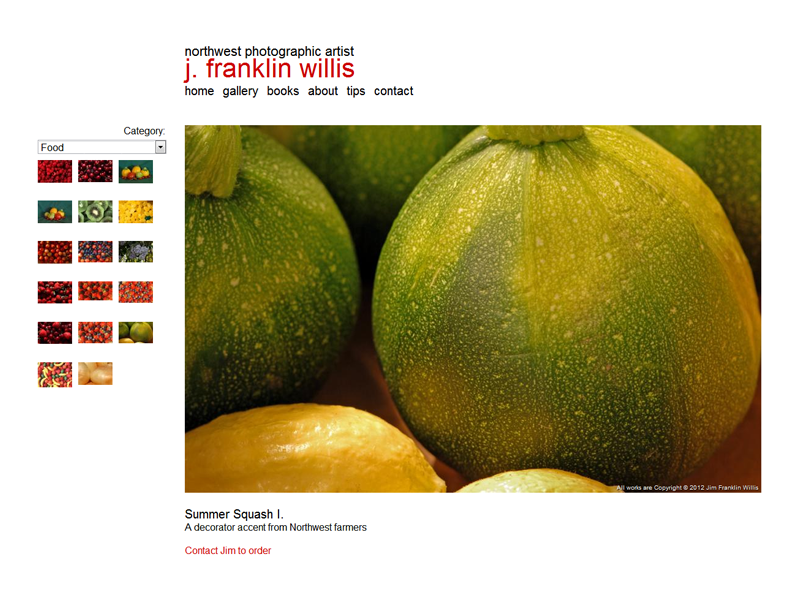 northwest photographic artist
j. franklin willis
home gallery books about tips contact
Category:
Food
All works are Copyright © 2012 Jim Franklin Willis
Summer Squash I.
A decorator accent from Northwest farmers
Contact Jim to order